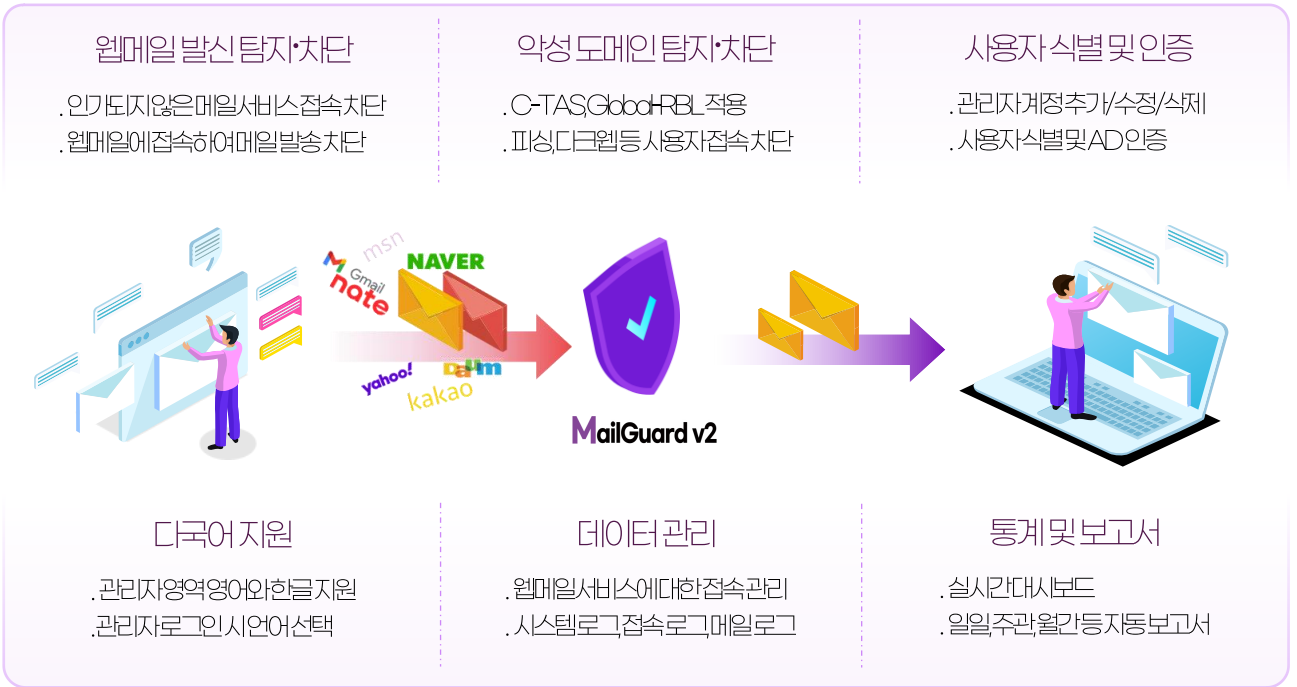 웹메일 발신 탐지•차단
. 인가되지 않은 메일 서비스 접속 차단
. 웹메일에 접속하여 메일 발송 차단
악성 도메인 탐지•차단
. C-TAS, Global-RBL 적용
. 피싱,다크웹 등 사용자 접속 차단
사용자 식별 및 인증
. 관리자 계정 추가/수정/삭제
. 사용자 식별 및 AD 인증
msn
Gmail
nate
NAVER
yahoo!
Daum
kakao
MailGuard v2
다국어 지원
. 관리자 영역 영어와 한글 지원
.관리자 로그인 시 언어 선택
데이터 관리
. 웹메일 서비스에 대한 접속 관리
. 시스템 로그,접속 로그,메일 로그
통계 및 보고서
. 실시간 대시보드
. 일일,주관,월간 등 자동 보고서